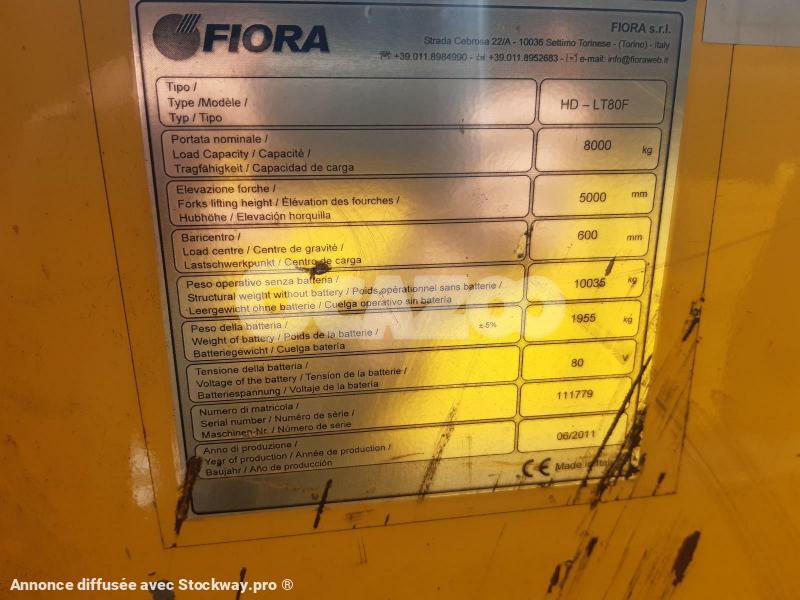 FIORA
FIORA s.r.l.
Strada Cebrosa 22/A - 10036 Settimo Torinese - (Torino) - Italy
+39.011.8984990 - +39.011.8952683 - e-mail: info@fioraweb.it
Tipo /
Type /Modèle /
Typ / Tipo
HD – LT80F
Portata nominale /
Load Capacity / Capacité /
Tragfähigkeit / Capacidad de carga
8000 kg
Elevazione forche /
Forks lifting height / Élévation des fourches /
Hubhöhe / Elevación horquilla
5000 mm
Baricentro /
Load centre / Centre de gravité /
Lastschwerpunkt / Centro de carga
600 mm
Peso operativo senza batteria /
Structural weight without battery / Poids opérationnel sans batterie /
Leergewicht ohne batterie / Cuelga operativo sin batería
10035 kg
Peso della batteria /
Weight of battery / Poids de la batterie /
Batteriegewicht / Cuelga batería
±5%
1955 kg
Tensione della batteria /
Voltage of the battery / Tension de la batterie /
Batteriespannung / Voltaje de la batería
80 V
Numero di matricola /
Serial number / Numéro de série /
Maschinen-Nr. / Número de serie
111779
Anno di produzione /
Year of production / Année de production /
Baujahr / Año de producción
06/2011
CE Made in Italy
OCAZOO
Annonce diffusée avec Stockway.pro ®